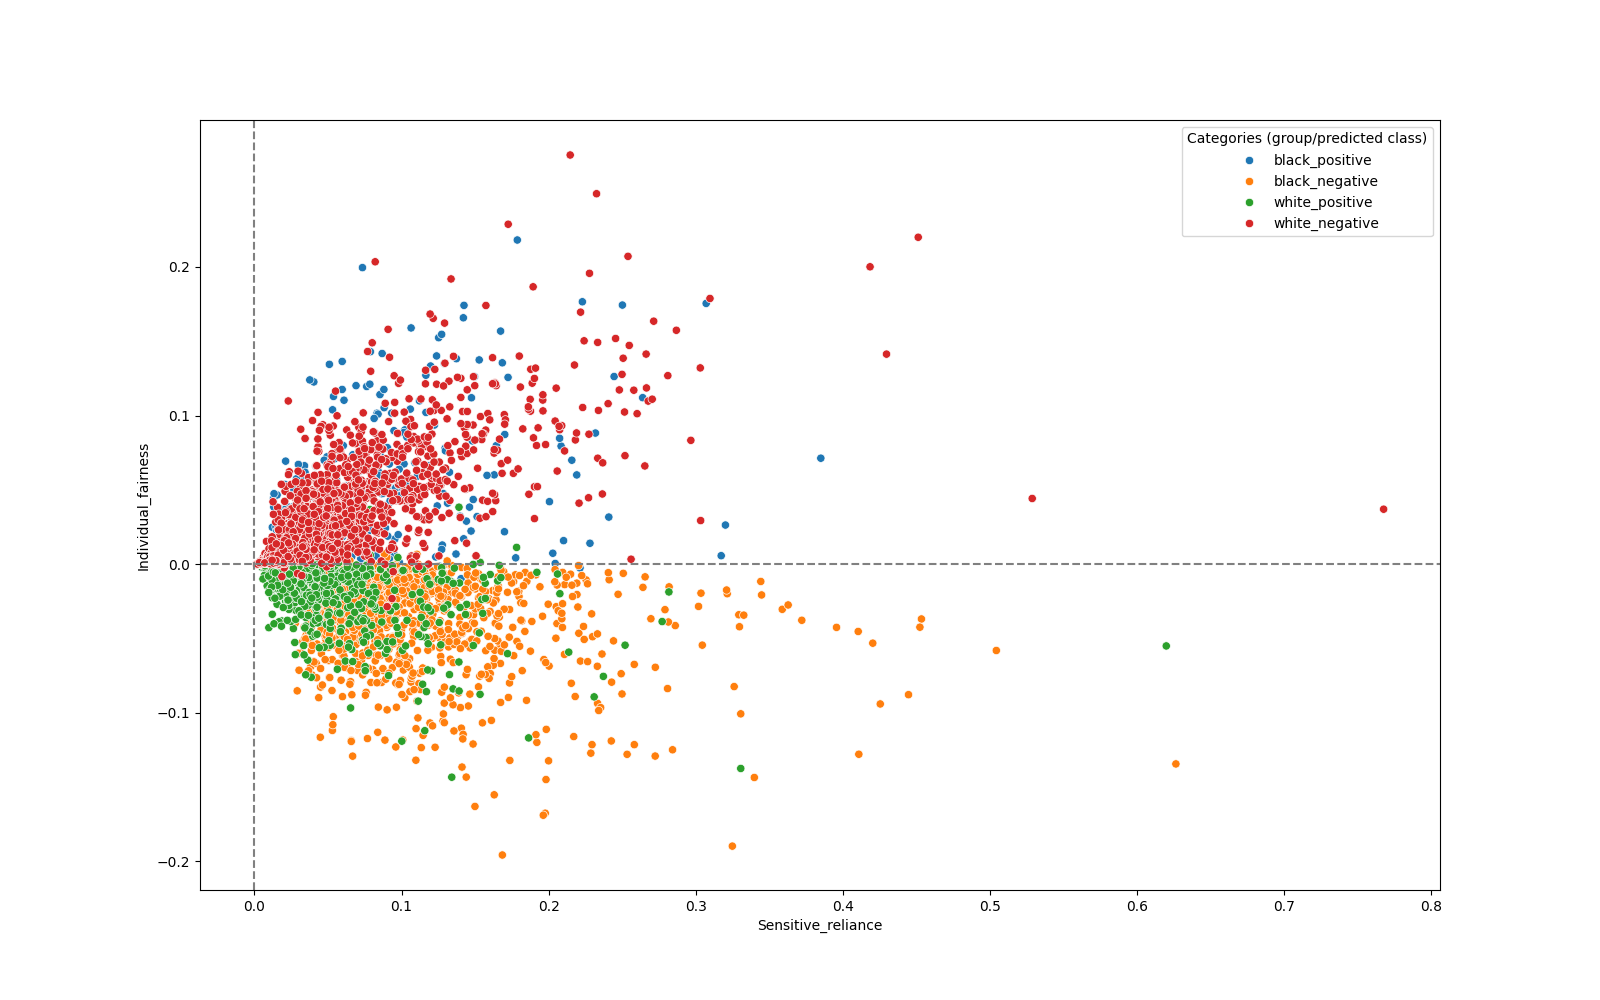 Categories (group/predicted class)
black_positive
black_negative
white_positive
white_negative
0.2
0.1
0.0
−0.1
−0.2
Individual_fairness
0.0 0.1 0.2 0.3 0.4 0.5 0.6 0.7 0.8
Sensitive_reliance